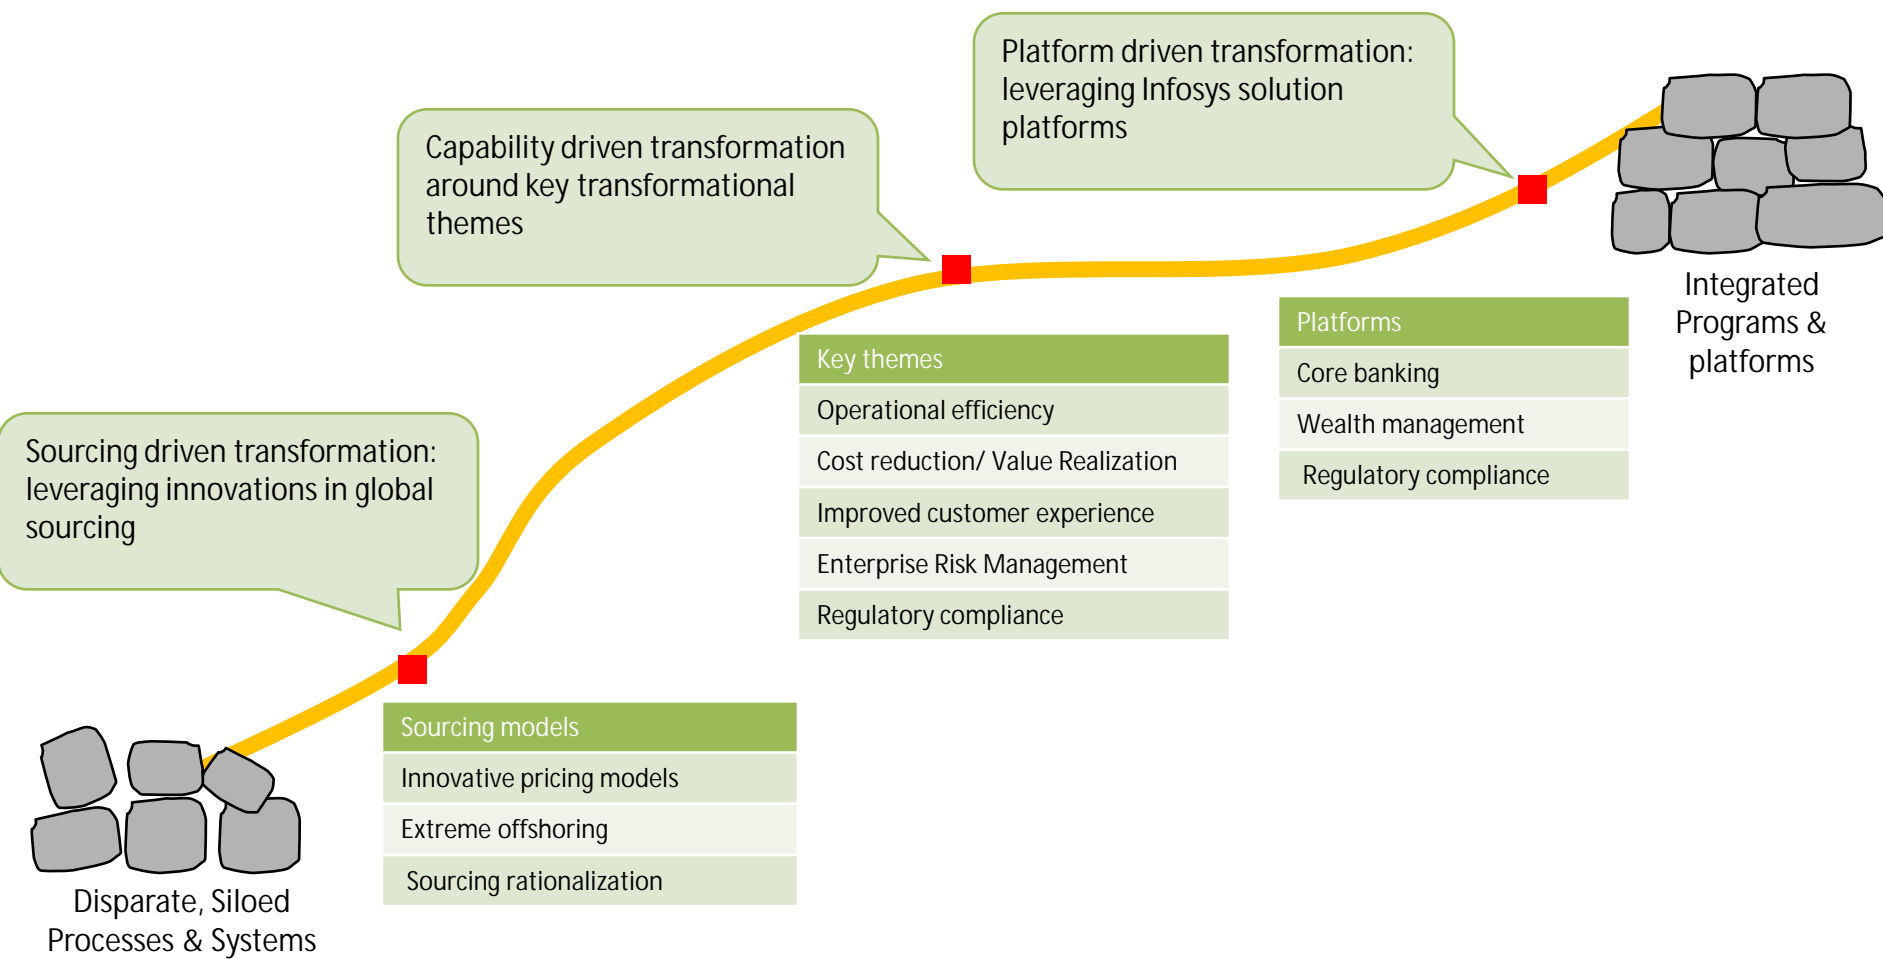 Platform driven transformation:
leveraging Infosys solution
platforms
Capability driven transformation
around key transformational
themes
Sourcing driven transformation:
leveraging innovations in global
sourcing
Integrated
Programs &
platforms
Platforms
Core banking
Wealth management
Regulatory compliance
Key themes
Operational efficiency
Cost reduction/ Value Realization
Improved customer experience
Enterprise Risk Management
Regulatory compliance
Sourcing models
Innovative pricing models
Extreme offshoring
Sourcing rationalization
Disparate, Siloed
Processes & Systems